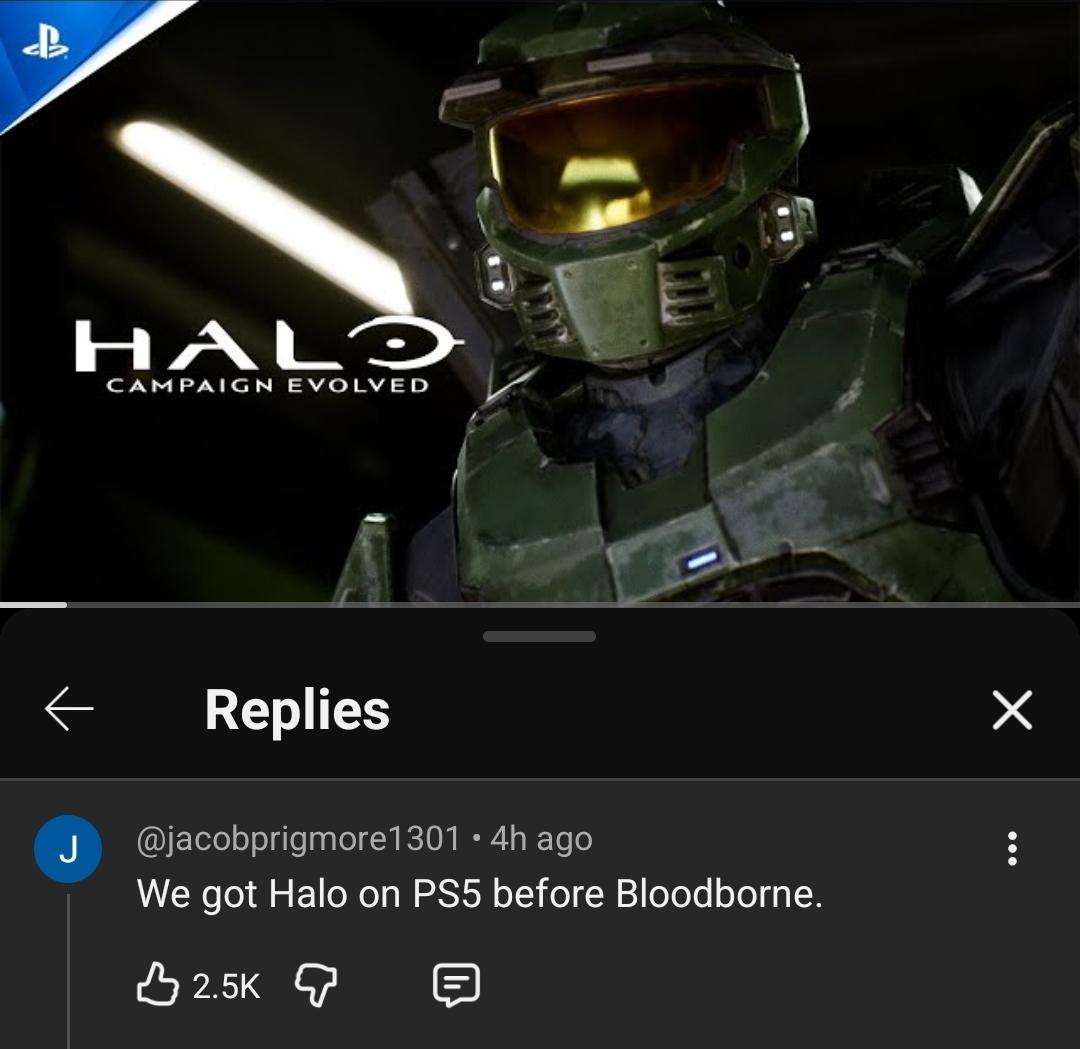 HALO
CAMPAIGN EVOLVED
Replies
J
@jacobprigmore1301 • 4h ago
We got Halo on PS5 before Bloodborne.
2.5K